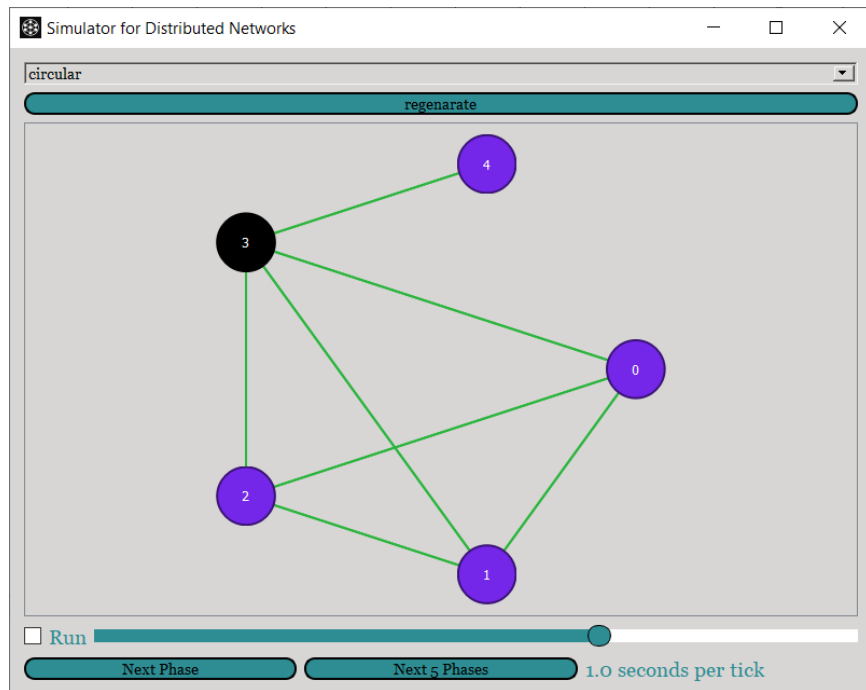 Simulator for Distributed Networks
circular
regenarate
4
3
0
2
1
Run
Next Phase Next 5 Phases 1.0 seconds per tick